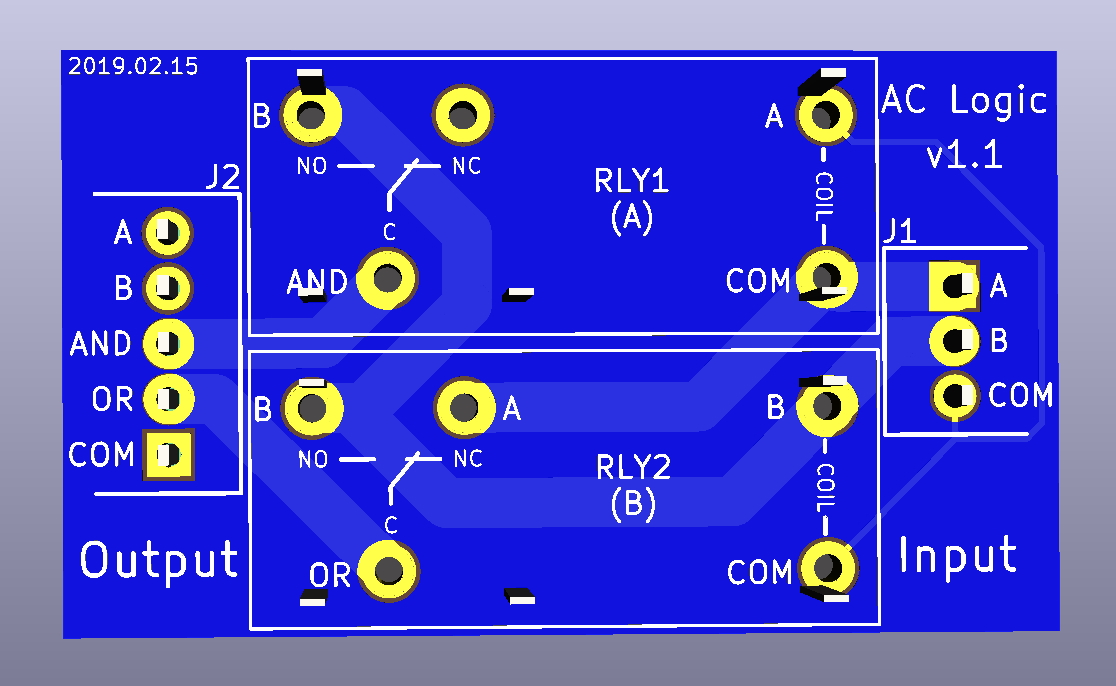 2019.02.15
B
A
AC Logic
v1.1
NO
NC
COIL
RLY1
(A)
J2
C
AND
COM
J1
A
B
AND
OR
COM
A
B
COM
B
A
B
NO
NC
COIL
RLY2
(B)
C
OR
COM
Output
Input